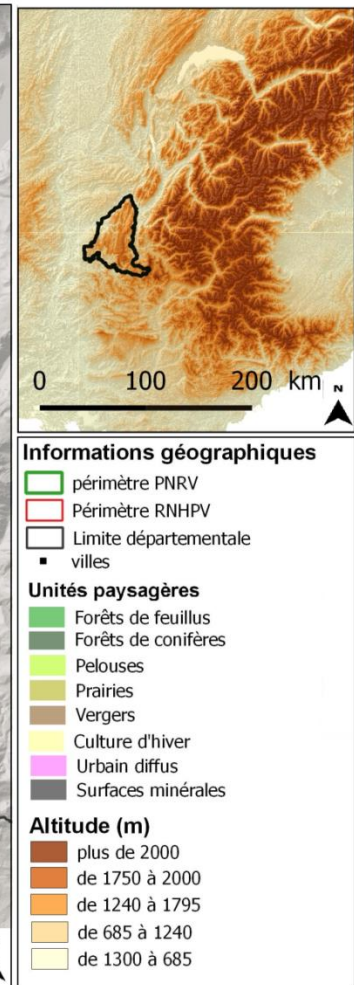 0 100 200 km
N
Informations géographiques
périmètre PNRV
Périmètre RNHPV
Limite départementale
villes
Unités paysagères
Forêts de feuillus
Forêts de conifères
Pelouses
Prairies
Vergers
Culture d'hiver
Urbain diffus
Surfaces minérales
Altitude (m)
plus de 2000
de 1750 à 2000
de 1240 à 1795
de 685 à 1240
de 1300 à 685